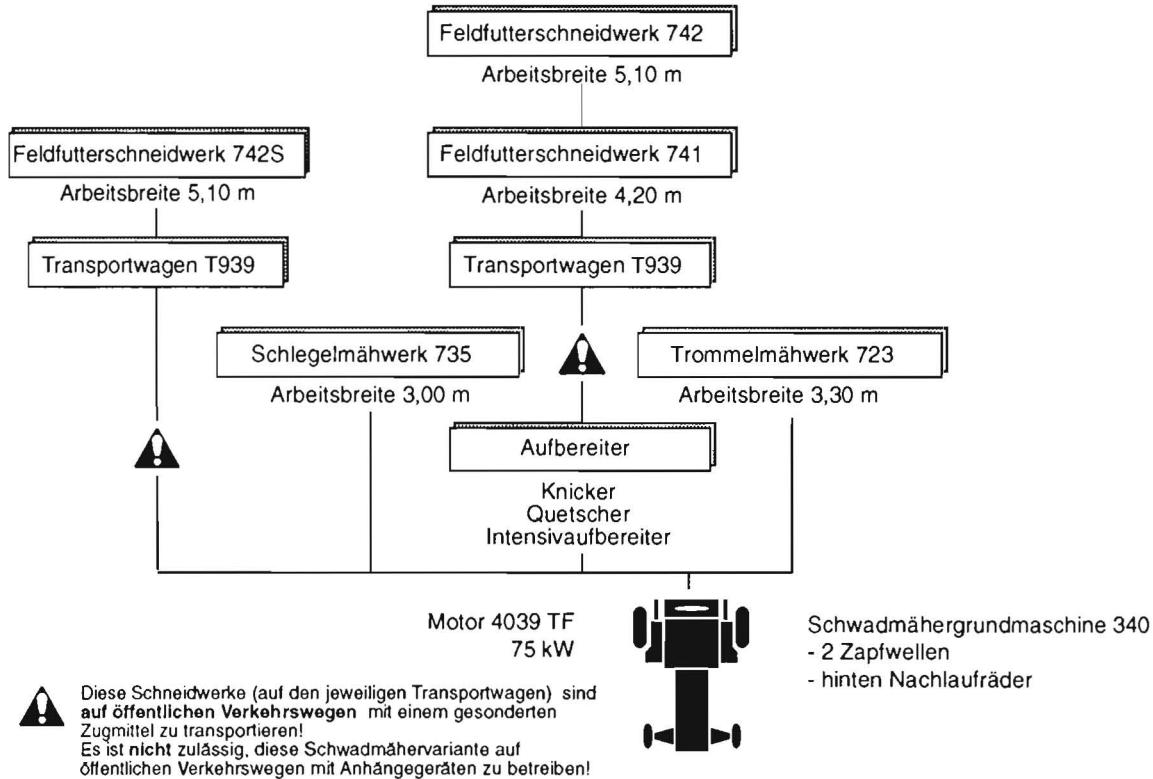 Feldfutterschneidwerk 742
Arbeitsbreite 5,10 m
Feldfutterschneidwerk 742S
Arbeitsbreite 5,10 m
Feldfutterschneidwerk 741
Arbeitsbreite 4,20 m
Transportwagen T939
Transportwagen T939
Schlegelmähwerk 735
Arbeitsbreite 3,00 m
Trommelmähwerk 723
Arbeitsbreite 3,30 m
Aufbereiter
Knicker
Quetscher
Intensivaufbereiter
Motor 4039 TF
75 kW
Schwadmähergrundmaschine 340
- 2 Zapfwellen
- hinten Nachlaufräder
Diese Schneidwerke (auf den jeweiligen Transportwagen) sind
auf öffentlichen Verkehrswegen mit einem gesonderten
Zugmittel zu transportieren!
Es ist nicht zulässig, diese Schwadmähervariante auf
öffentlichen Verkehrswegen mit Anhängegeräten zu betreiben!